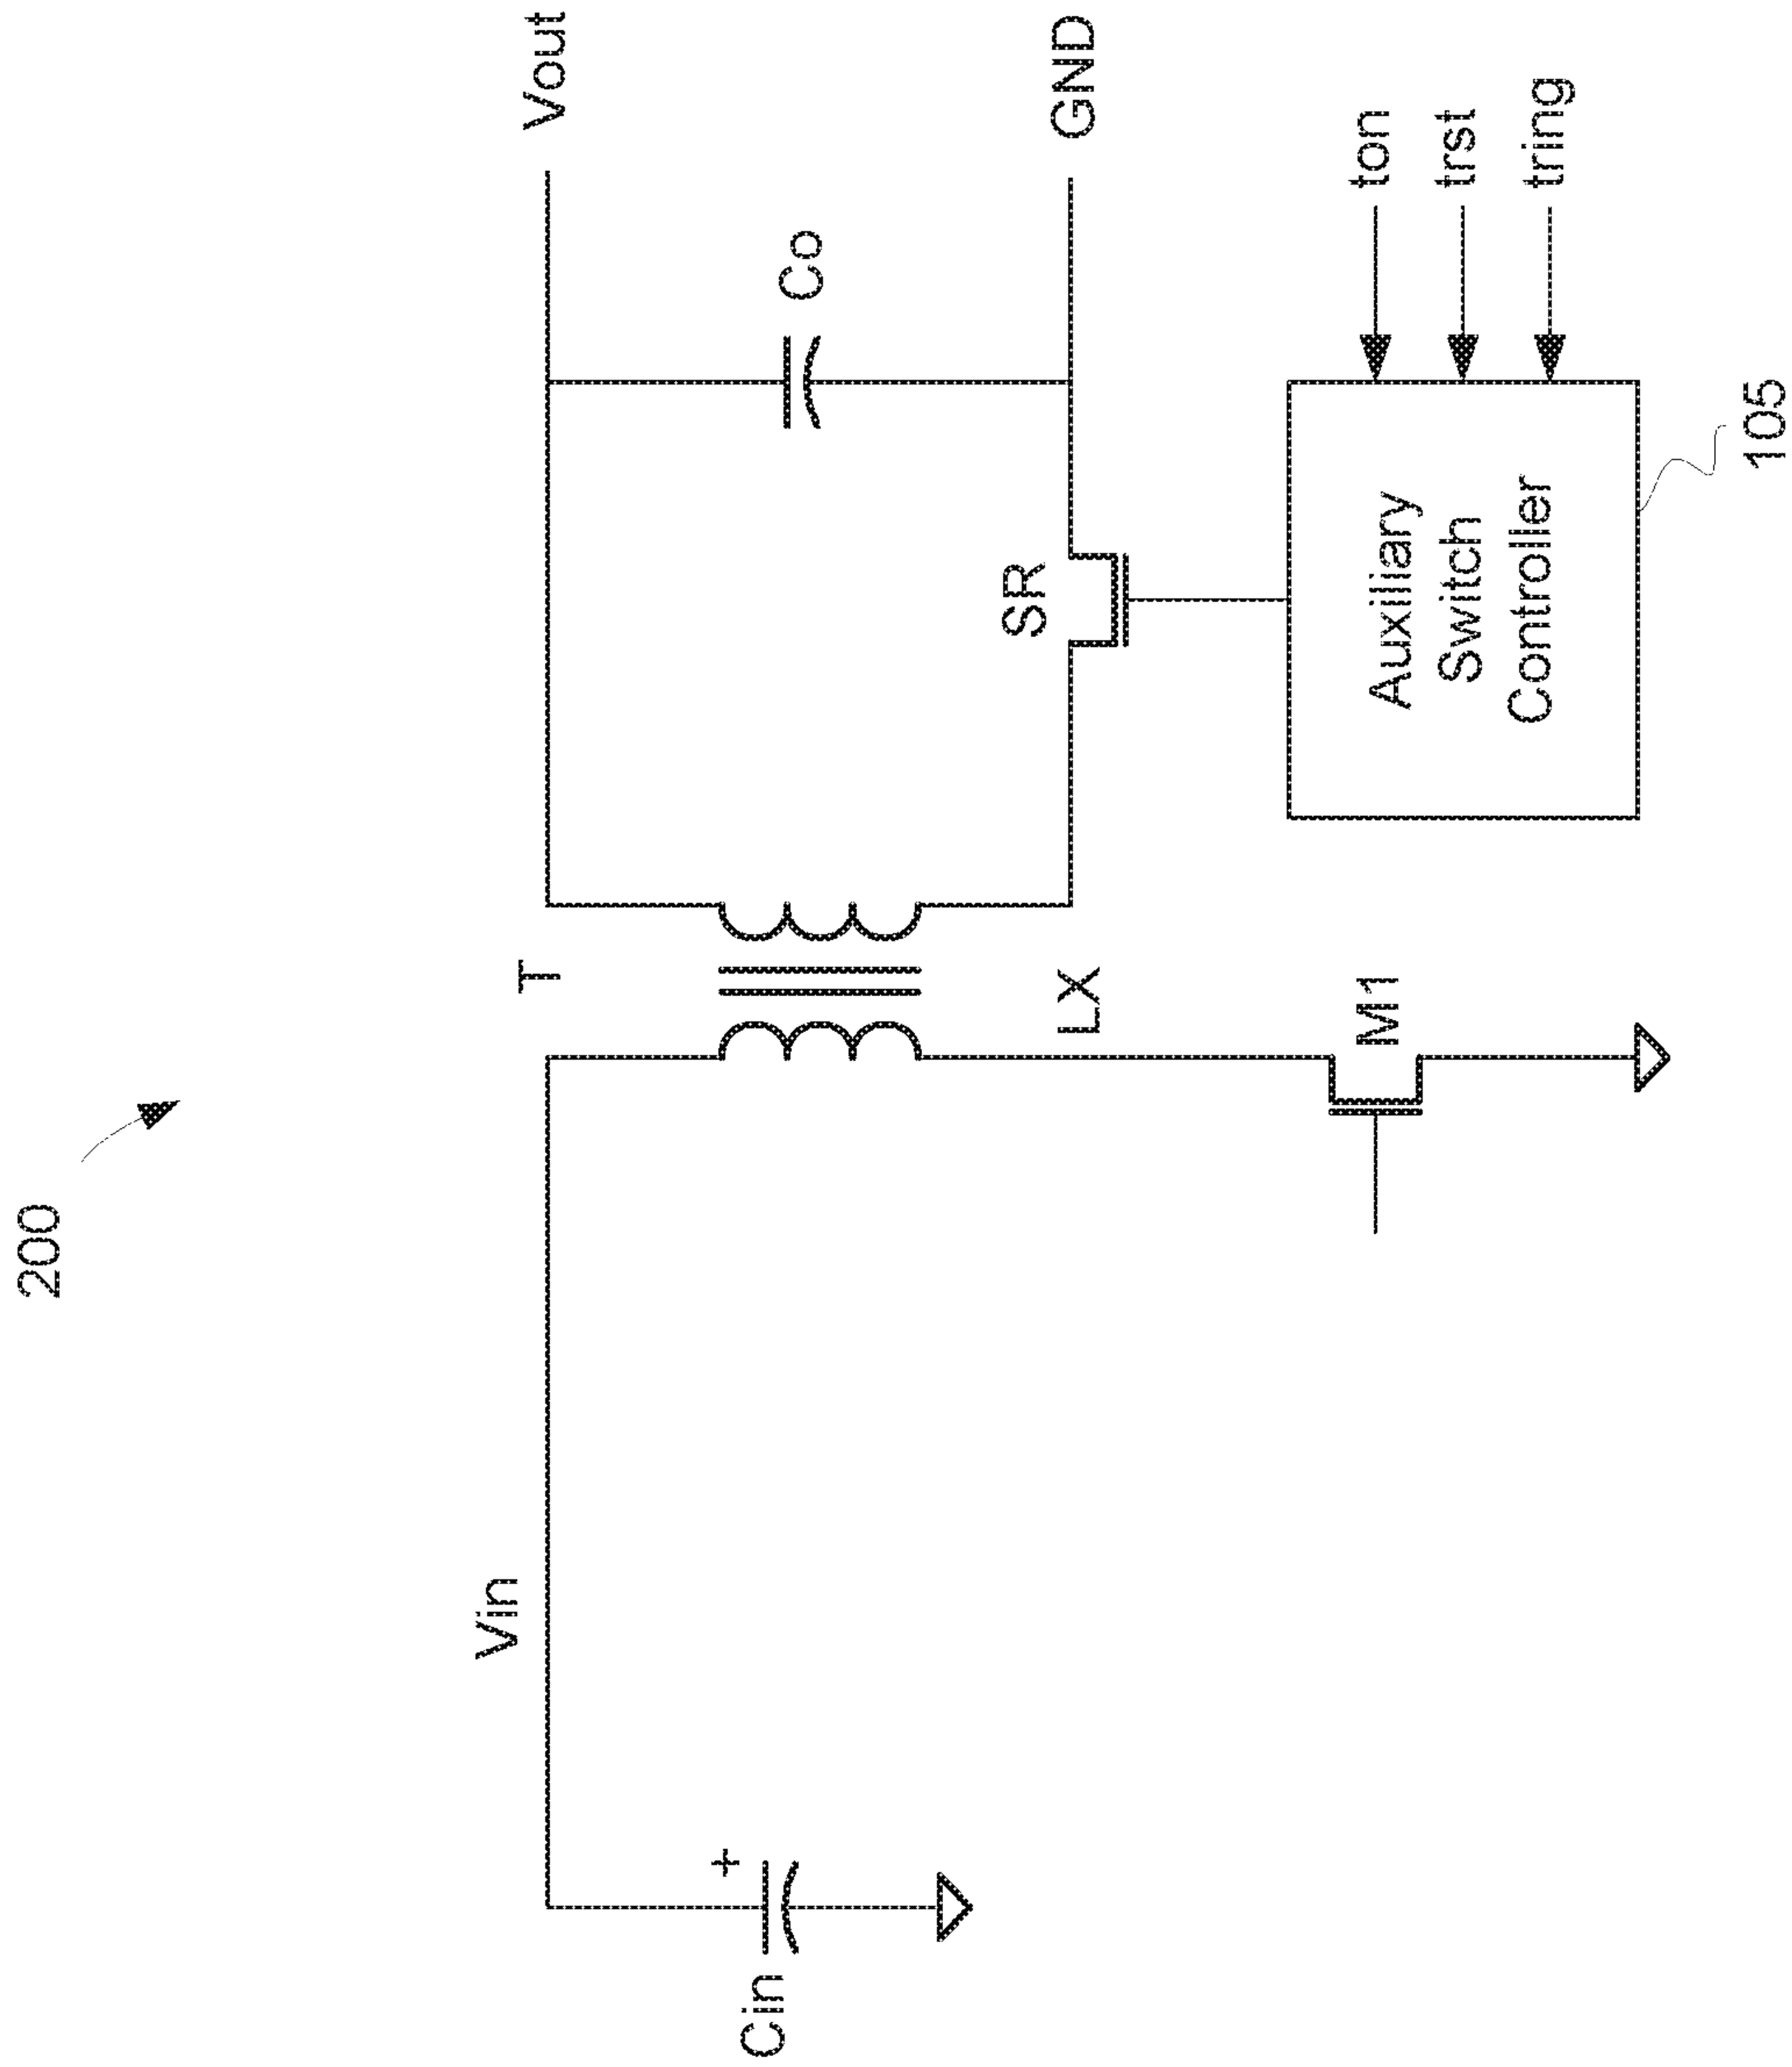 200
Vin
T
Vout
Cin
+
Co
LX
SR
GND
M1
Auxiliary
Switch
Controller
ton
trst
tring
105